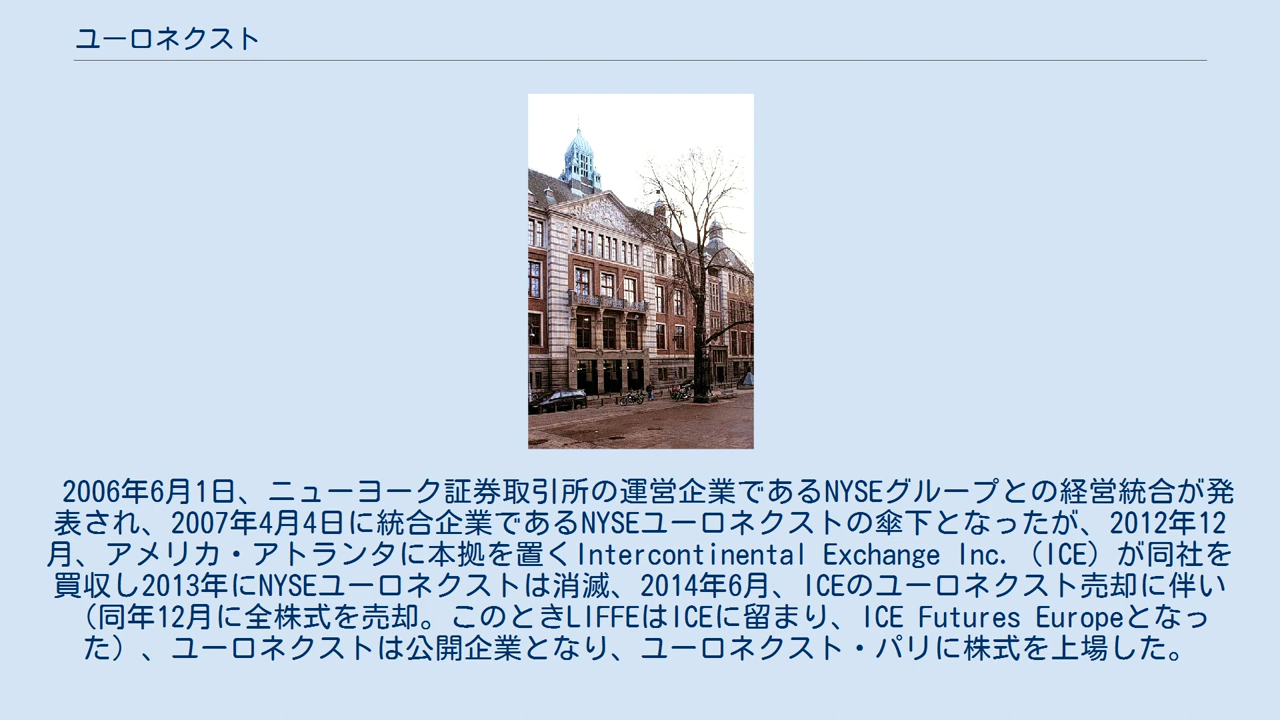 ユーロネクスト
2006年6月1日、ニューヨーク証券取引所の運営企業であるNYSEグループとの経営統合が発
表され、2007年4月4日に統合企業であるNYSEユーロネクストの傘下となったが、2012年12
月、アメリカ・アトランタに本拠を置くIntercontinental Exchange Inc.（ICE）が同社を
買収し2013年にNYSEユーロネクストは消滅、2014年6月、ICEのユーロネクスト売却に伴い
（同年12月に全株式を売却。このときLIFFEはICEに留まり、ICE Futures Europeとなっ
た）、ユーロネクストは公開企業となり、ユーロネクスト・パリに株式を上場した。